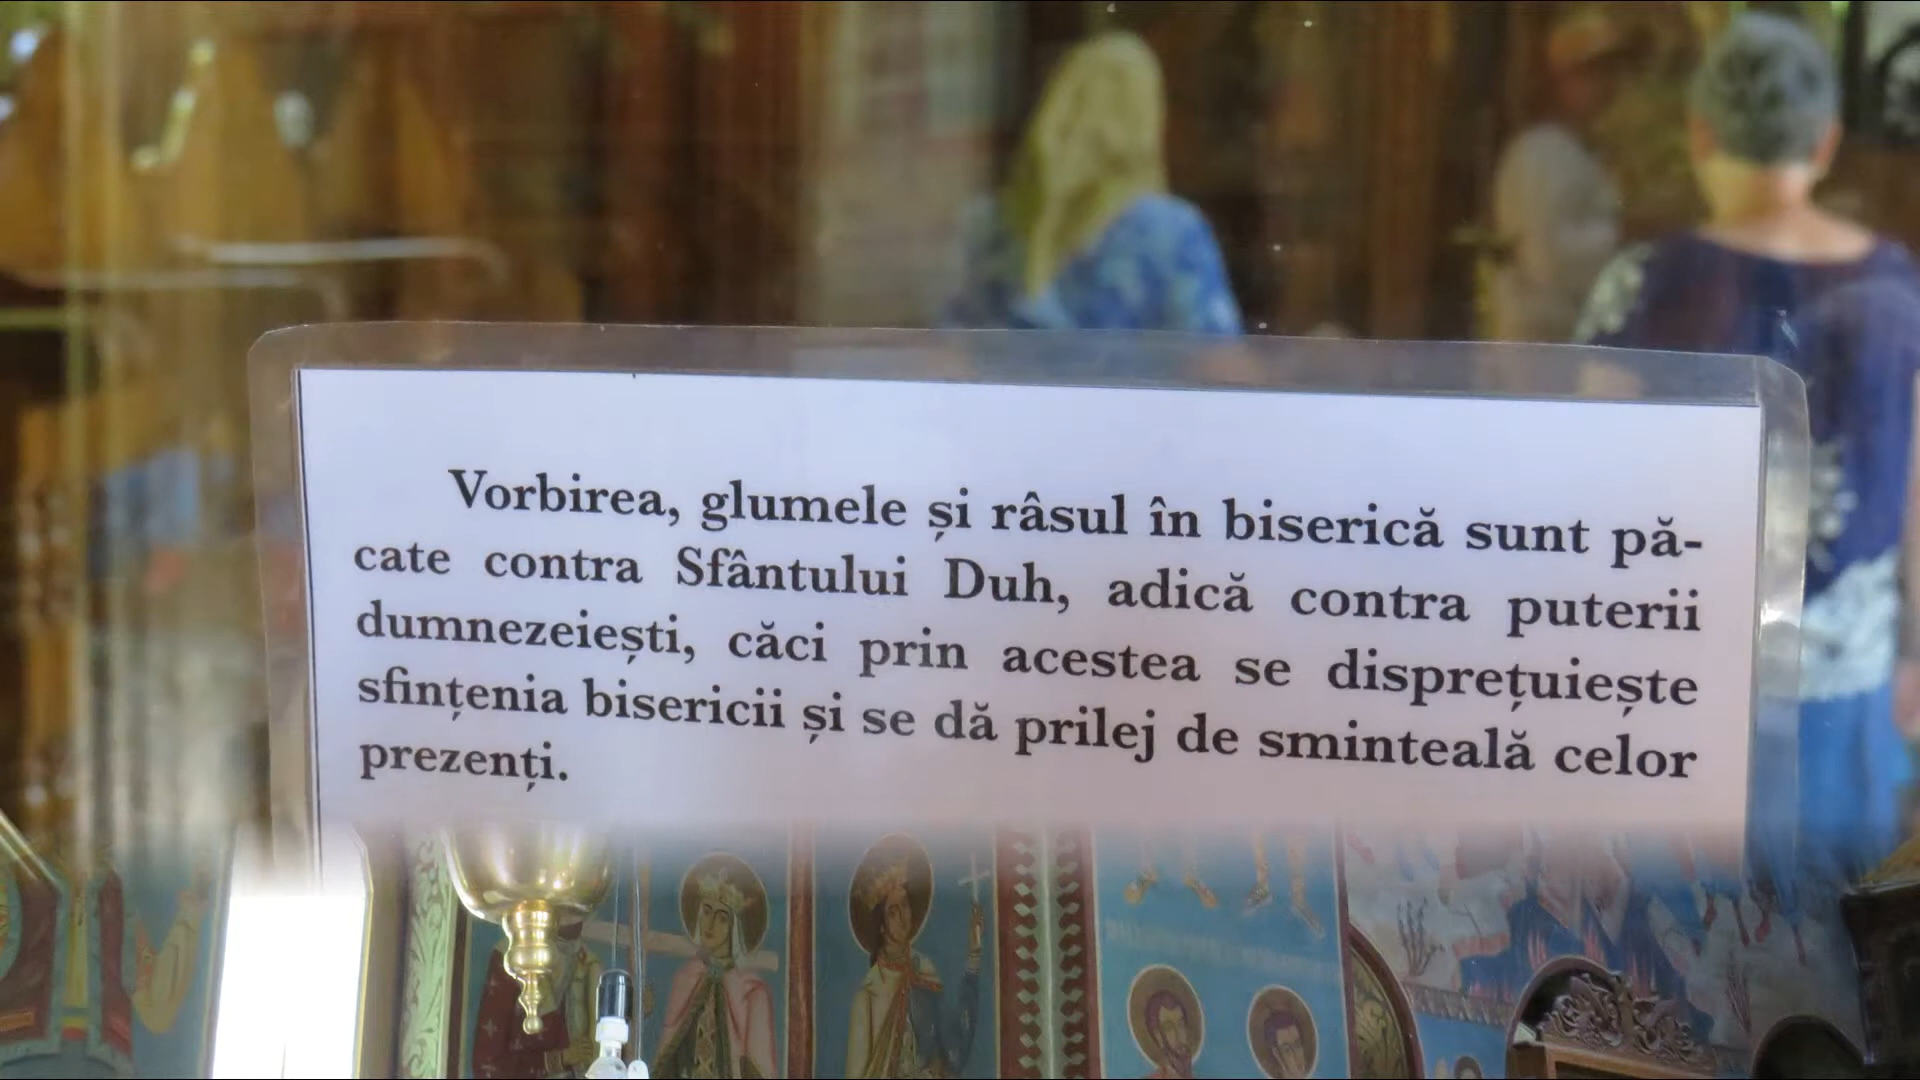 Vorbirea, glumele și râsul în biserică sunt pă-
cate contra Sfântului Duh, adică contra puterii
dumnezeiești, căci prin acestea se disprețuiește
sfințenia bisericii și se dă prilej de sminteală celor
prezenți.